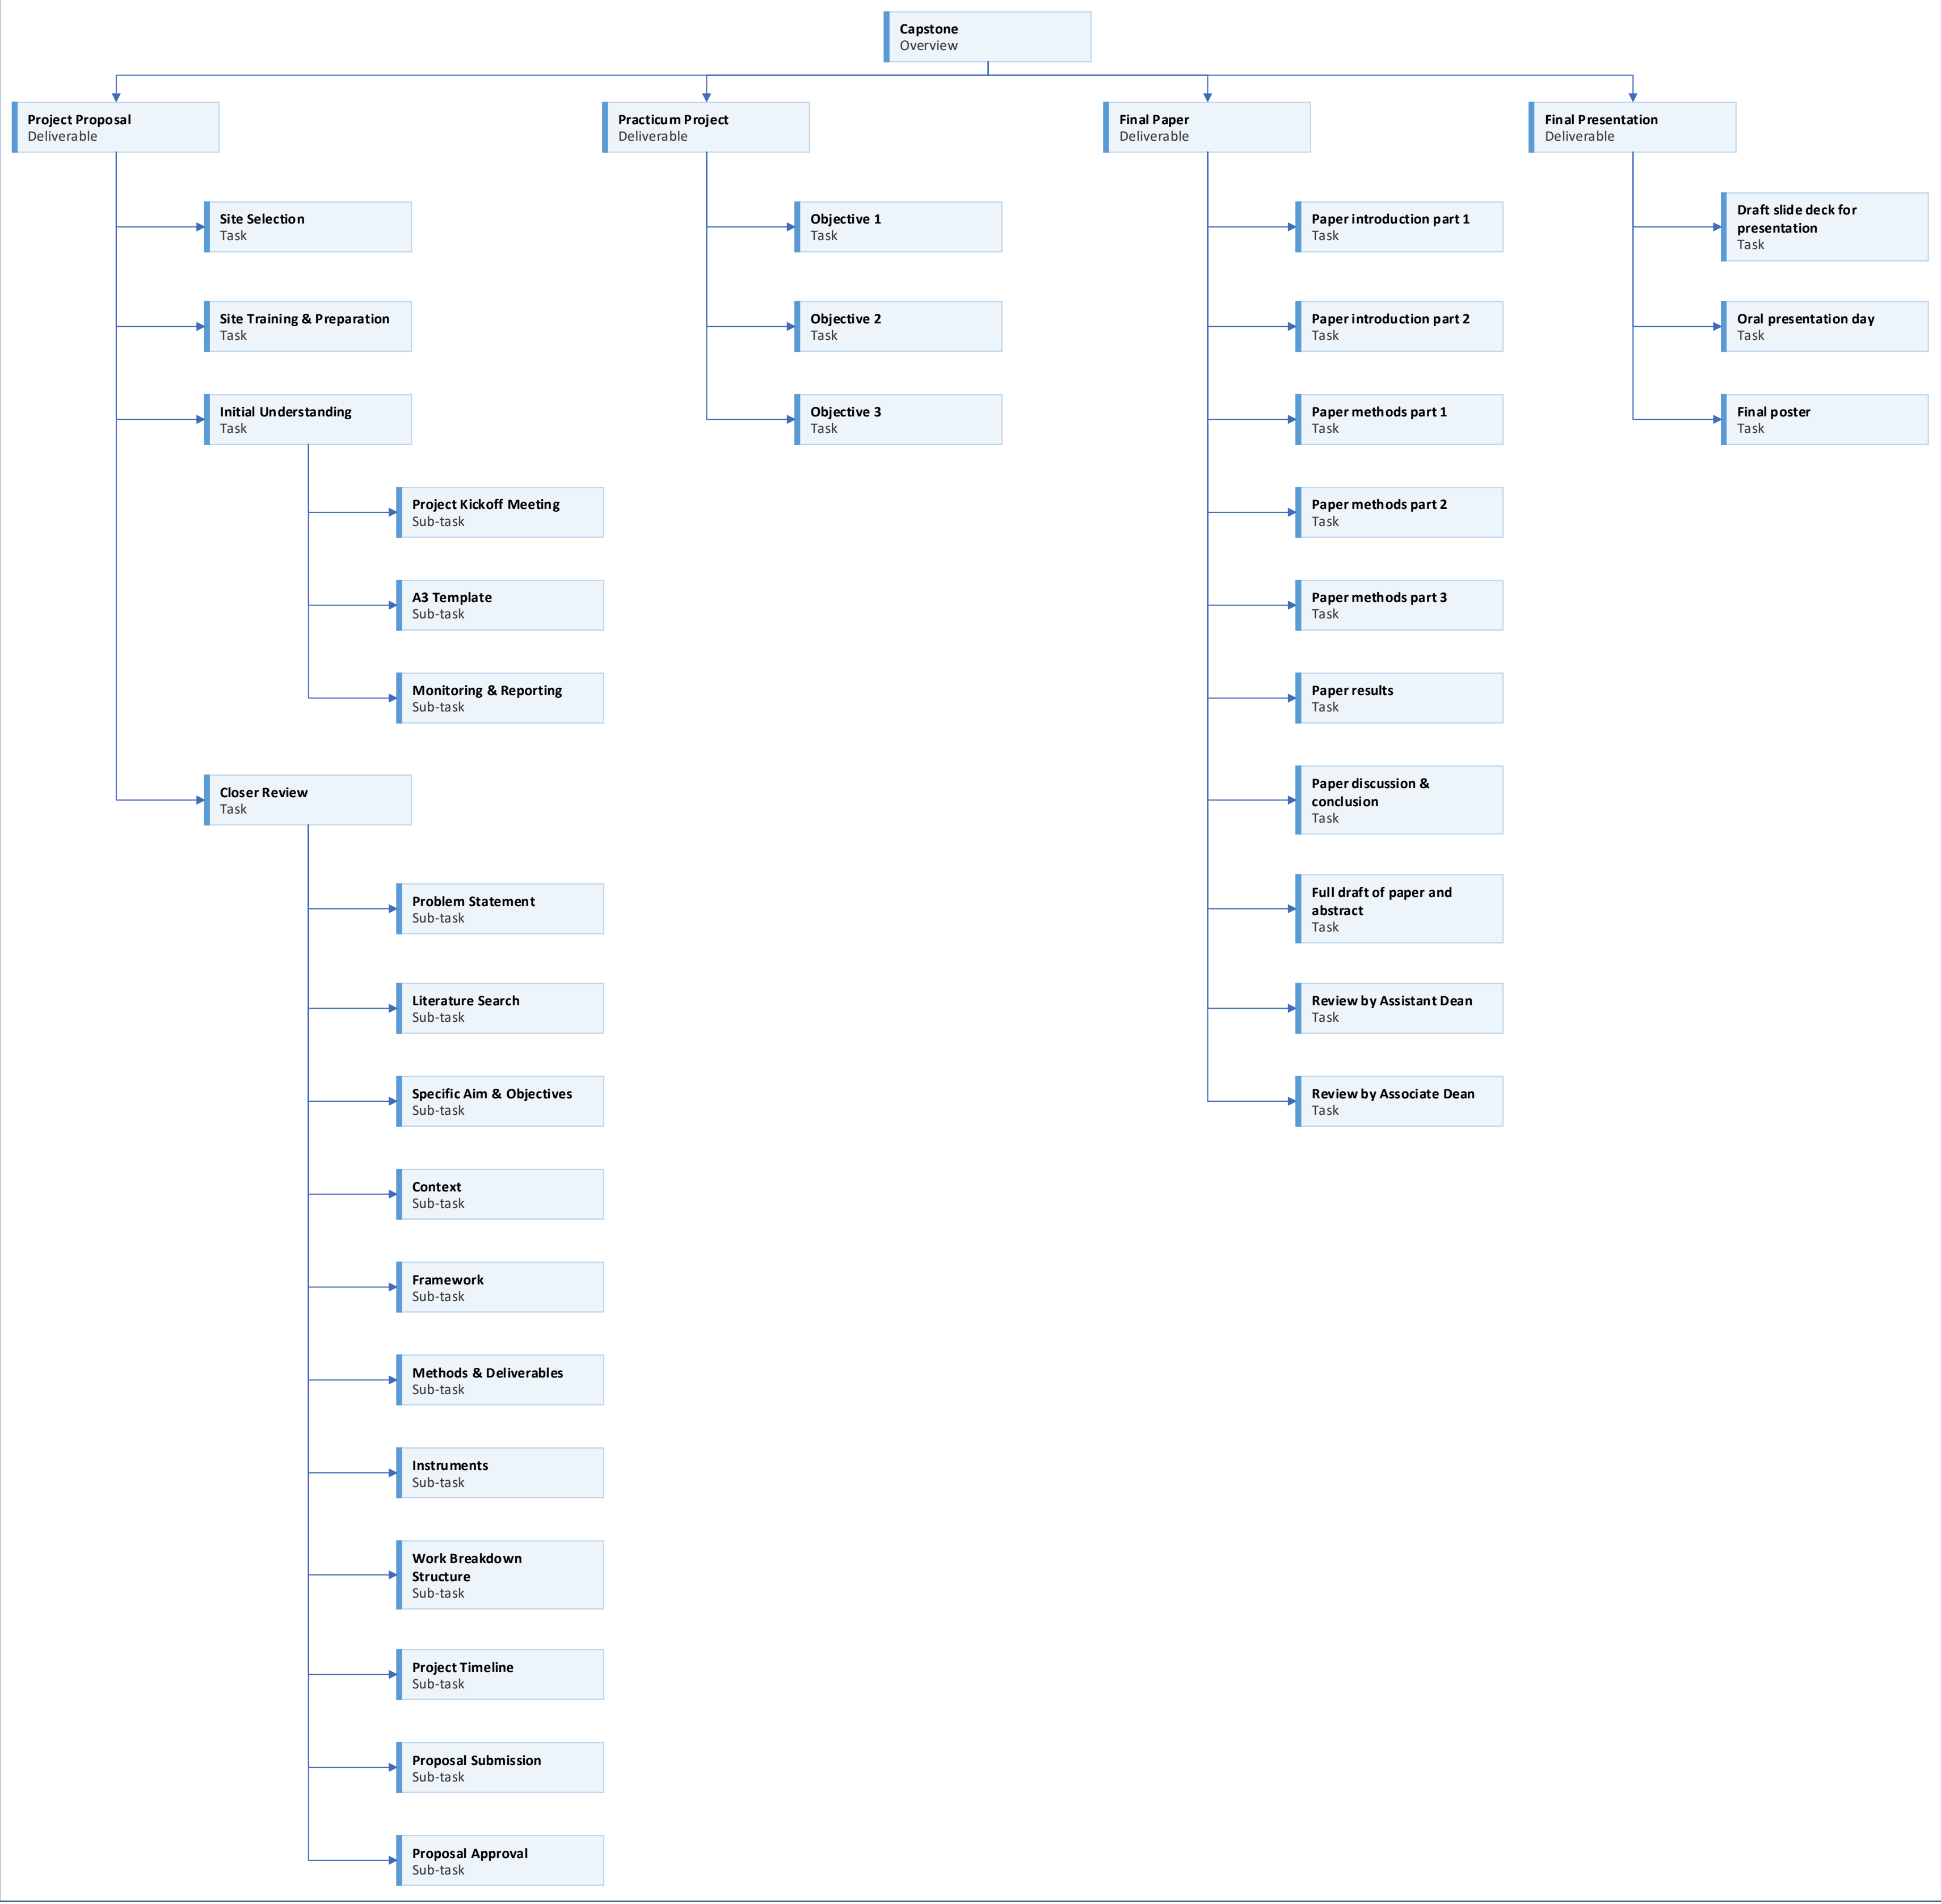 Capstone
Overview
Project Proposal
Deliverable
Site Selection
Task
Site Training & Preparation
Task
Initial Understanding
Task
Project Kickoff Meeting
Sub-task
A3 Template
Sub-task
Monitoring & Reporting
Sub-task
Closer Review
Task
Problem Statement
Sub-task
Literature Search
Sub-task
Specific Aim & Objectives
Sub-task
Context
Sub-task
Framework
Sub-task
Methods & Deliverables
Sub-task
Instruments
Sub-task
Work Breakdown
Structure
Sub-task
Project Timeline
Sub-task
Proposal Submission
Sub-task
Proposal Approval
Sub-task
Practicum Project
Deliverable
Objective 1
Task
Objective 2
Task
Objective 3
Task
Final Paper
Deliverable
Paper introduction part 1
Task
Paper introduction part 2
Task
Paper methods part 1
Task
Paper methods part 2
Task
Paper methods part 3
Task
Paper results
Task
Paper discussion &
conclusion
Task
Full draft of paper and
abstract
Task
Review by Assistant Dean
Task
Review by Associate Dean
Task
Final Presentation
Deliverable
Draft slide deck for
presentation
Task
Oral presentation day
Task
Final poster
Task